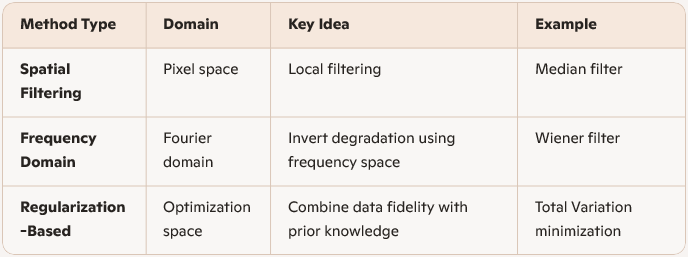 Method Type
Domain
Key Idea
Example
Spatial
Filtering
Pixel space
Local filtering
Median filter
Frequency
Domain
Fourier
domain
Invert degradation using
frequency space
Wiener filter
Regularization
-Based
Optimization
space
Combine data fidelity with
prior knowledge
Total Variation
minimization